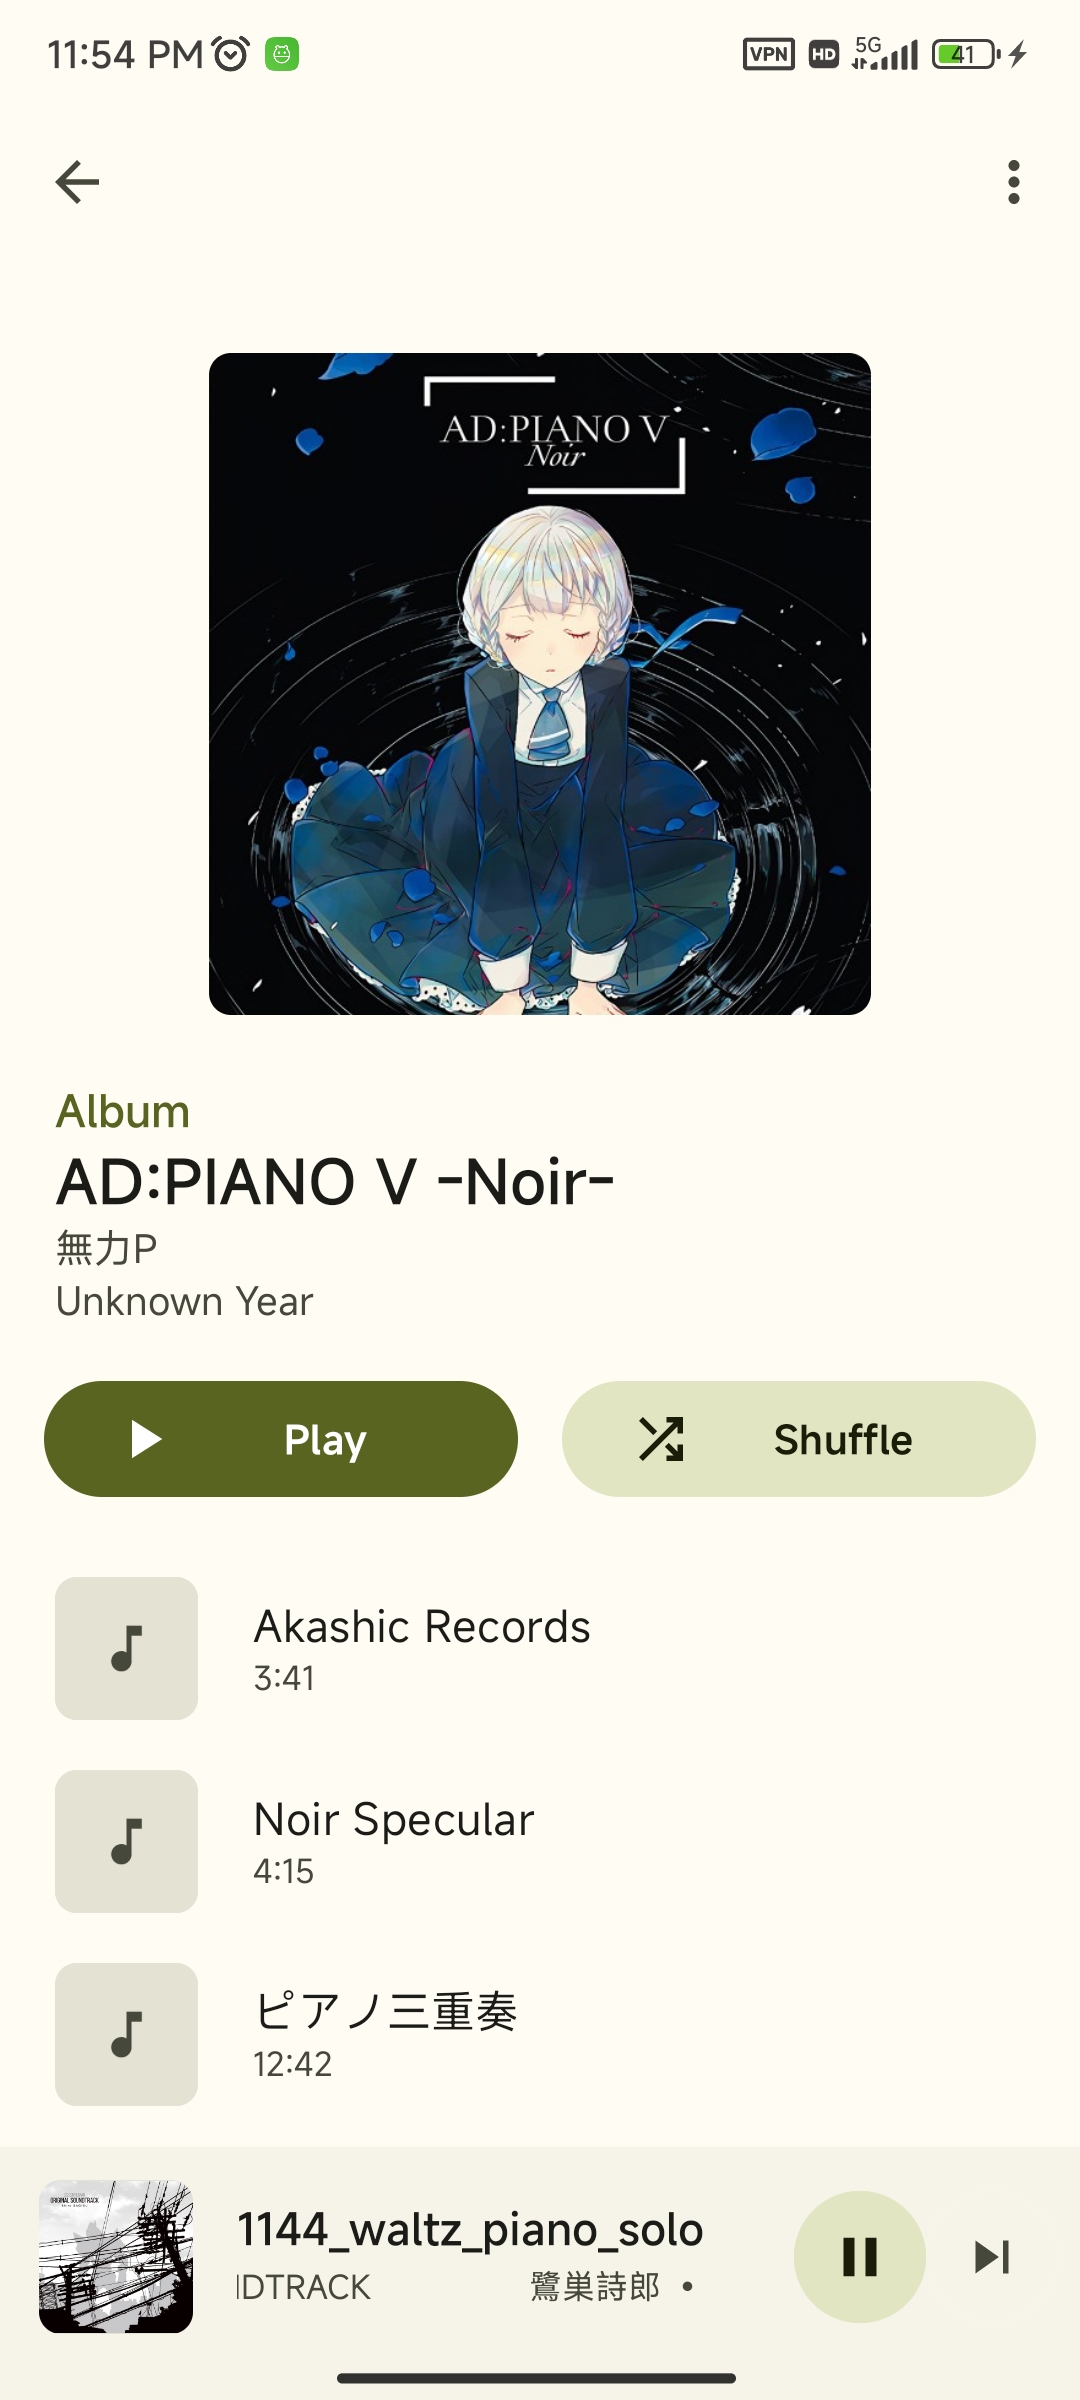 11:54 PM
VPN HD 5G 41
AD:PIANO V
Noir
Album
AD:PIANO V -Noir-
無力P
Unknown Year
Play
Shuffle
Akashic Records
3:41
Noir Specular
4:15
ピアノ三重奏
12:42
ORIGINAL SOUNDTRACK
1144_waltz_piano_solo
IDTRACK 鷺巣詩郎 •